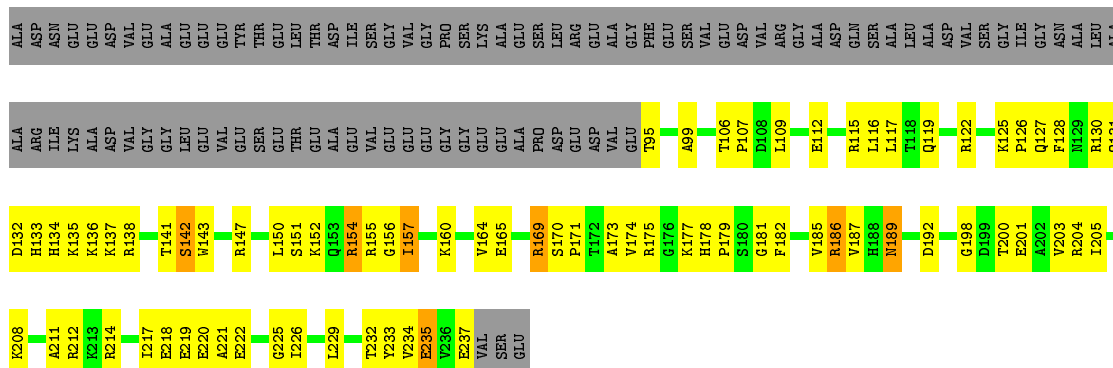 ALA ASP ASN GLU GLU ASP VAL GLU ALA GLU GLU GLU TYR THR GLU LEU THR ASP ILE SER GLY VAL GLY PRO SER LYS ALA GLU SER LEU ARG GLU ALA GLY PHE GLU SER VAL GLU ASP VAL ARG GLY ALA ASP GLN SER ALA LEU ALA ASP VAL SER GLY ILE GLY ASN ALA LEU ALA
ALA ARG ILE LYS ALA ASP VAL GLY GLY LEU GLU VAL GLU SER GLU THR GLU ALA GLU VAL GLU GLU GLU GLY GLY GLU GLU ALA PRO ASP GLU ASP VAL GLU T95 A99 T106 P107 D108 L109 E112 R115 L116 L117 T118 Q119 R122 K125 P126 Q127 F128 N129 R130
D132 H133 H134 K135 K136 K137 R138 T141 S142 W143 R147 L150 S151 K152 Q153 R154 R155 G156 I157 K160 V164 E165 R169 S170 P171 T172 A173 V174 R175 G176 K177 H178 P179 S180 G181 F182 V185 R186 V187 H188 N189 D192 G198 D199 T200 E201 A202 V203 R204 I205
K208 A211 R212 K213 R214 I217 E218 E219 E220 A221 E222 G225 I226 L229 T232 Y233 V234 E235 V236 E237 VAL SER GLU